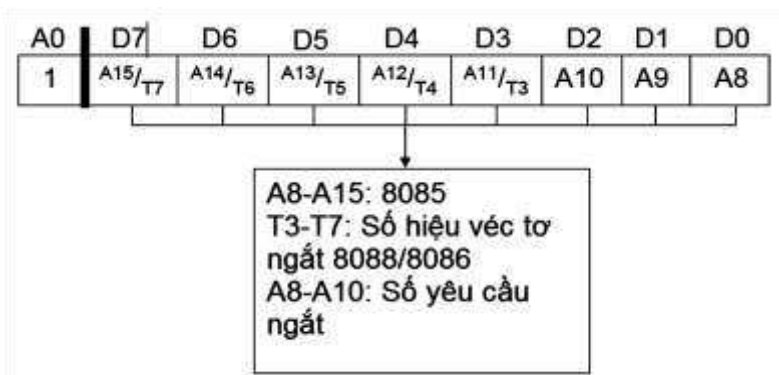 A0 D7 D6 D5 D4 D3 D2 D1 D0
1 A15/T7 A14/T6 A13/T5 A12/T4 A11/T3 A10 A9 A8
A8-A15: 8085
T3-T7: Số hiệu véc tơ
ngắt 8088/8086
A8-A10: Số yêu cầu
ngắt